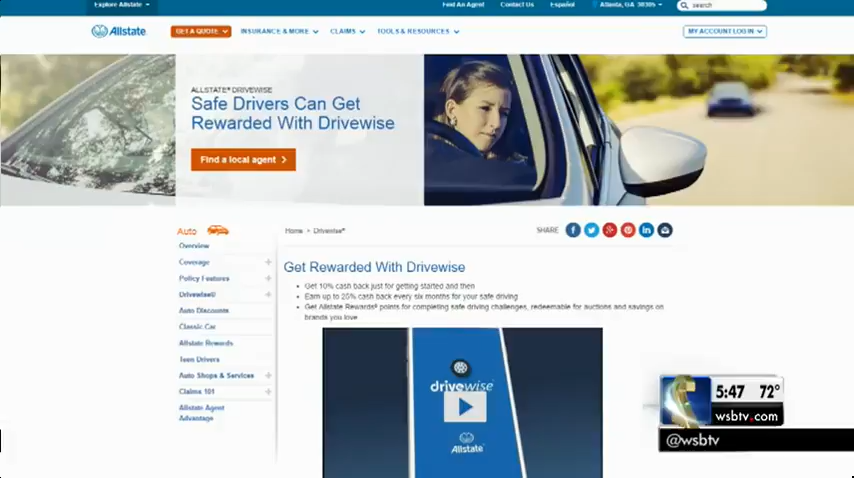 Explore Allstate
Find An Agent
Contact Us
Español
Atlanta, GA 30305
search
Allstate
GET A QUOTE
INSURANCE & MORE
CLAIMS
TOOLS & RESOURCES
MY ACCOUNT LOG IN
ALLSTATE® DRIVEWISE
Safe Drivers Can Get
Rewarded With Drivewise
Find a local agent
Auto
Home > Drivewise®
SHARE
Overview
Coverage
Policy Features
Drivewise®
Auto Discounts
Classic Car
Allstate Rewards
Teen Drivers
Auto Shops & Services
Claims 101
Allstate Agent
Advantage
Get Rewarded With Drivewise
Get 10% cash back just for getting started and then
Earn up to 25% cash back every six months for your safe driving
Get Allstate Rewards® points for completing safe driving challenges, redeemable for auctions and savings on
brands you love
drivewise
Allstate
5:47 72°
wsbtv.com
@wsbtv